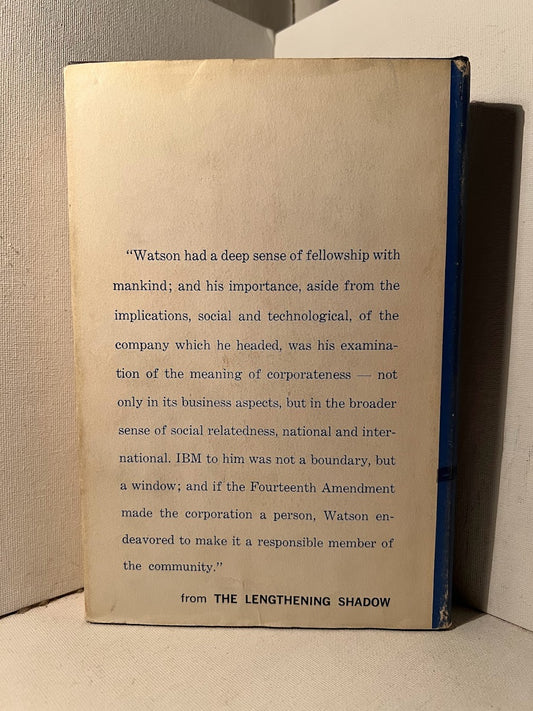 “Watson had a deep sense of fellowship with
mankind; and his importance, aside from the
implications, social and technological, of the
company which he headed, was his examina-
tion of the meaning of corporateness — not
only in its business aspects, but in the broader
sense of social relatedness, national and inter-
national. IBM to him was not a boundary, but
a window; and if the Fourteenth Amendment
made the corporation a person, Watson en-
deavored to make it a responsible member of
the community.”
from THE LENGTHENING SHADOW